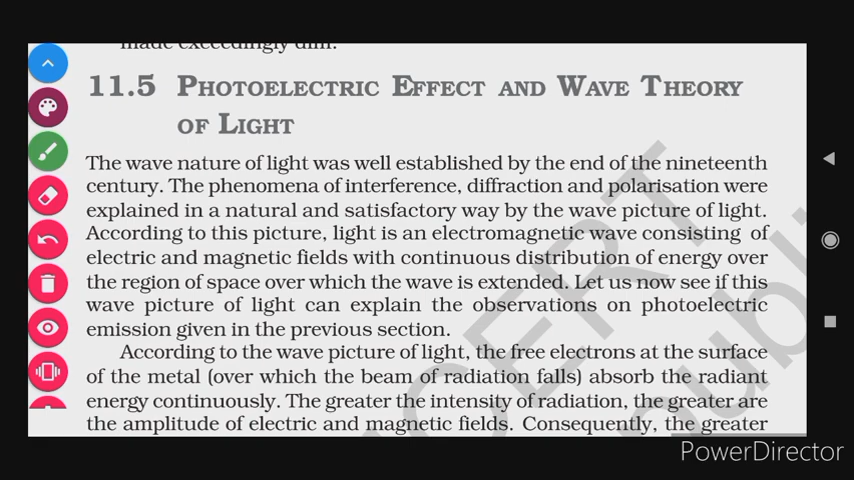 made exceedingly dim.
11.5 PHOTOELECTRIC EFFECT AND WAVE THEORY
OF LIGHT
The wave nature of light was well established by the end of the nineteenth
century. The phenomena of interference, diffraction and polarisation were
explained in a natural and satisfactory way by the wave picture of light.
According to this picture, light is an electromagnetic wave consisting of
electric and magnetic fields with continuous distribution of energy over
the region of space over which the wave is extended. Let us now see if this
wave picture of light can explain the observations on photoelectric
emission given in the previous section.
According to the wave picture of light, the free electrons at the surface
of the metal (over which the beam of radiation falls) absorb the radiant
energy continuously. The greater the intensity of radiation, the greater are
the amplitude of electric and magnetic fields. Consequently, the greater
NCERT
publi
PowerDirector